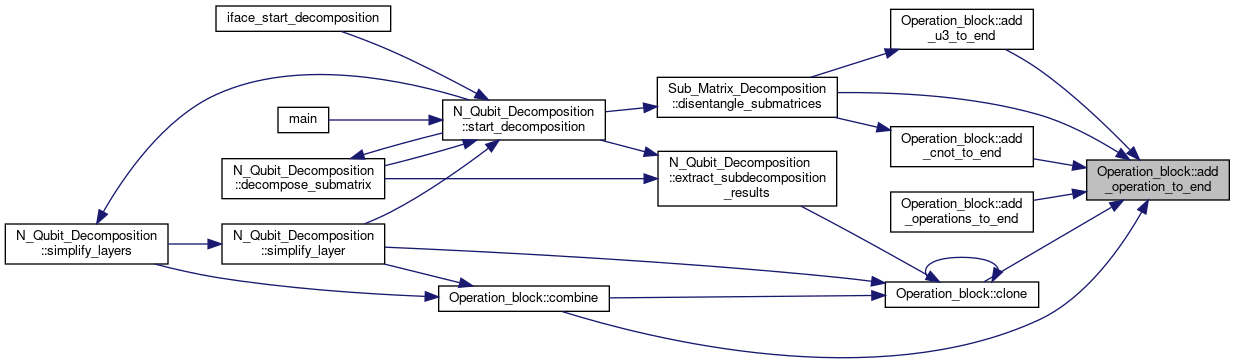 iface_start_decomposition
Operation_block::add
_u3_to_end
Sub_Matrix_Decomposition
::disentangle_submatrices
N_Qubit_Decomposition
::start_decomposition
main
Operation_block::add
_cnot_to_end
N_Qubit_Decomposition
::decompose_submatrix
N_Qubit_Decomposition
::extract_subdecomposition
_results
Operation_block::add
_operation_to_end
Operation_block::add
_operations_to_end
N_Qubit_Decomposition
::simplify_layers
N_Qubit_Decomposition
::simplify_layer
Operation_block::combine
Operation_block::clone